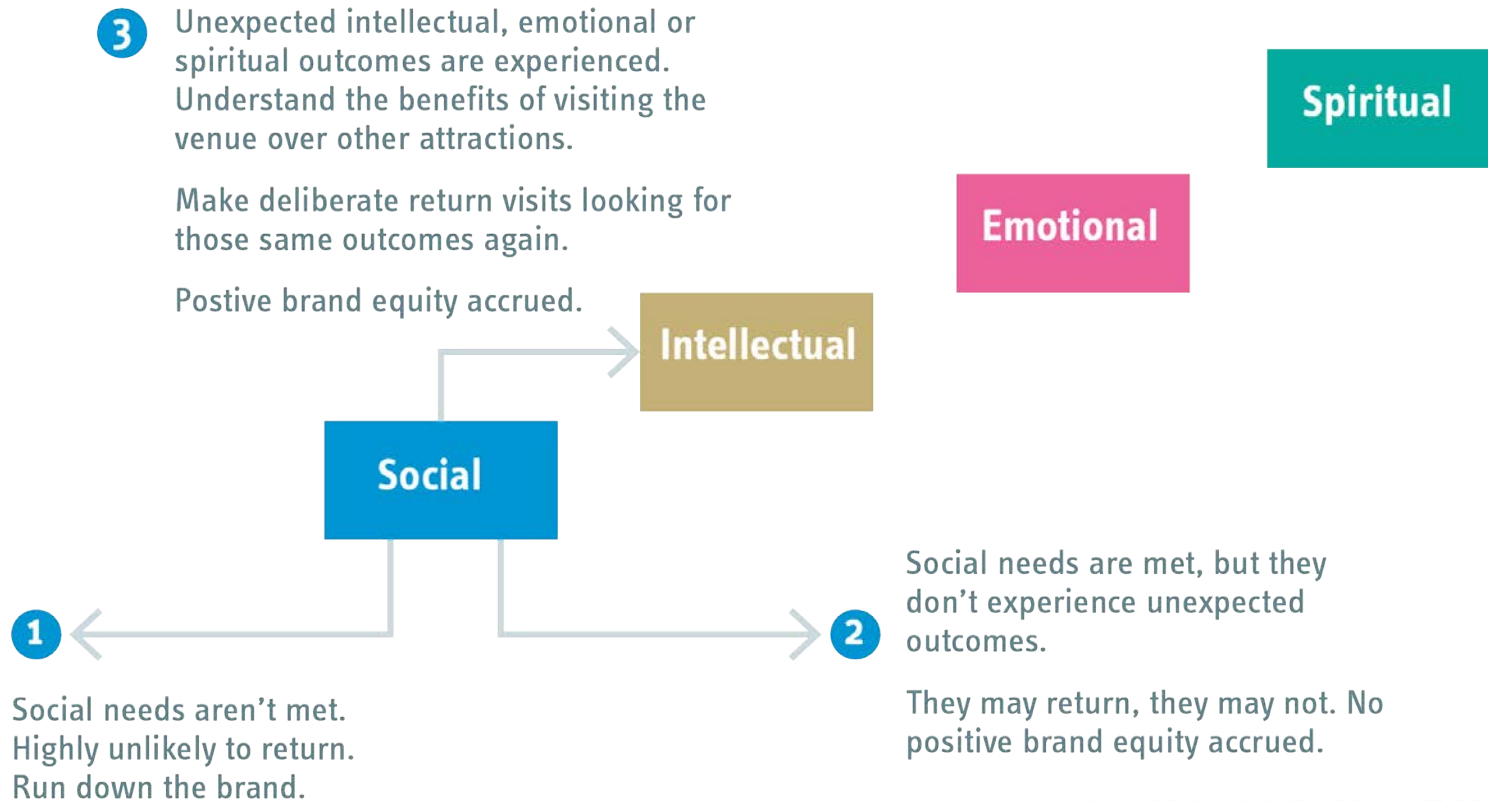 3
Unexpected intellectual, emotional or
spiritual outcomes are experienced.
Understand the benefits of visiting the
venue over other attractions.
Make deliberate return visits looking for
those same outcomes again.
Postive brand equity accrued.
Spiritual
Emotional
Intellectual
Social
1
Social needs aren't met.
Highly unlikely to return.
Run down the brand.
2
Social needs are met, but they
don't experience unexpected
outcomes.
They may return, they may not. No
positive brand equity accrued.